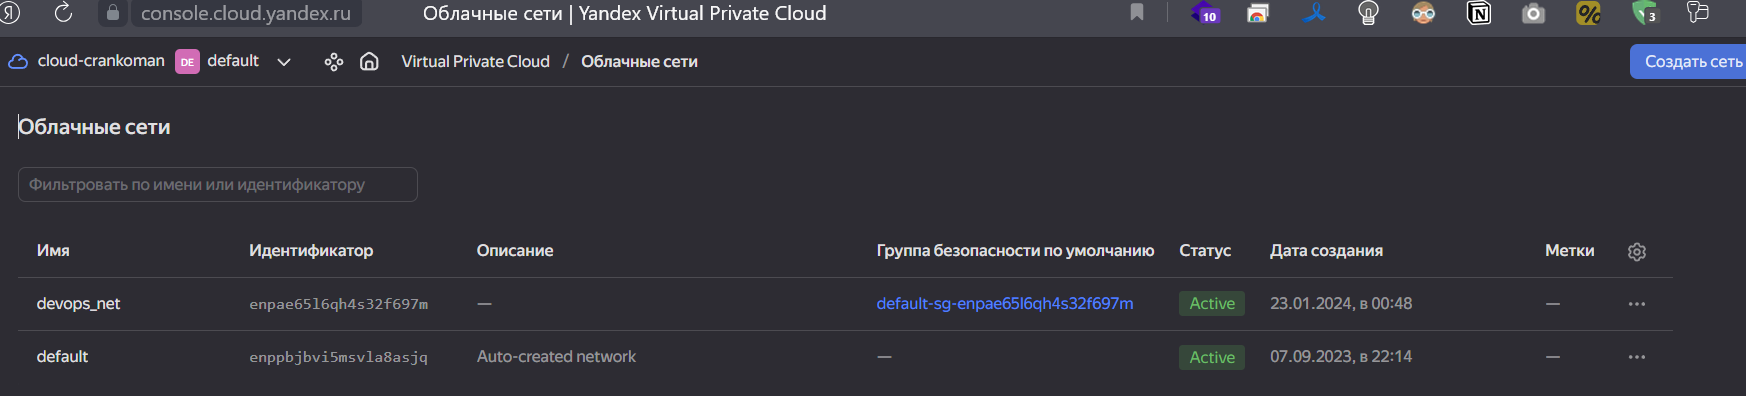 Я console.cloud.yandex.ru Облачные сети | Yandex Virtual Private Cloud 10 % 3
cloud-crankoman DE default Virtual Private Cloud / Облачные сети Создать сеть
Облачные сети
Фильтровать по имени или идентификатору
Имя Идентификатор Описание Группа безопасности по умолчанию Статус Дата создания Метки
devops_net enpae65l6qh4s32f697m — default-sg-enpae65l6qh4s32f697m Active 23.01.2024, в 00:48 — ...
default enppbjbvi5msvla8asjq Auto-created network — Active 07.09.2023, в 22:14 — ...